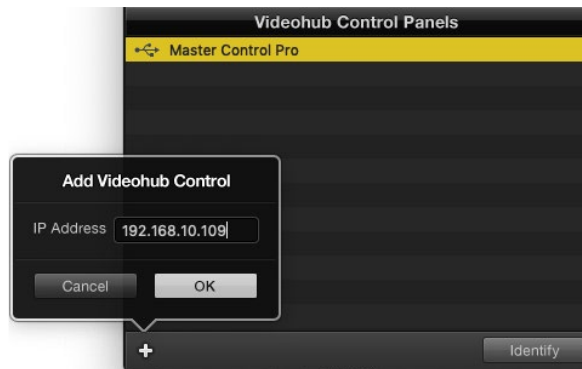 Videohub Control Panels
Master Control Pro
Add Videohub Control
IP Address 192.168.10.109
Cancel OK
+ Identify